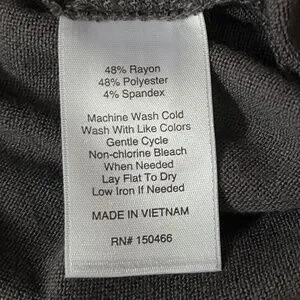 48% Rayon
48% Polyester
4% Spandex
Machine Wash Cold
Wash With Like Colors
Gentle Cycle
Non-chlorine Bleach
When Needed
Lay Flat To Dry
Low Iron If Needed
MADE IN VIETNAM
RN# 150466